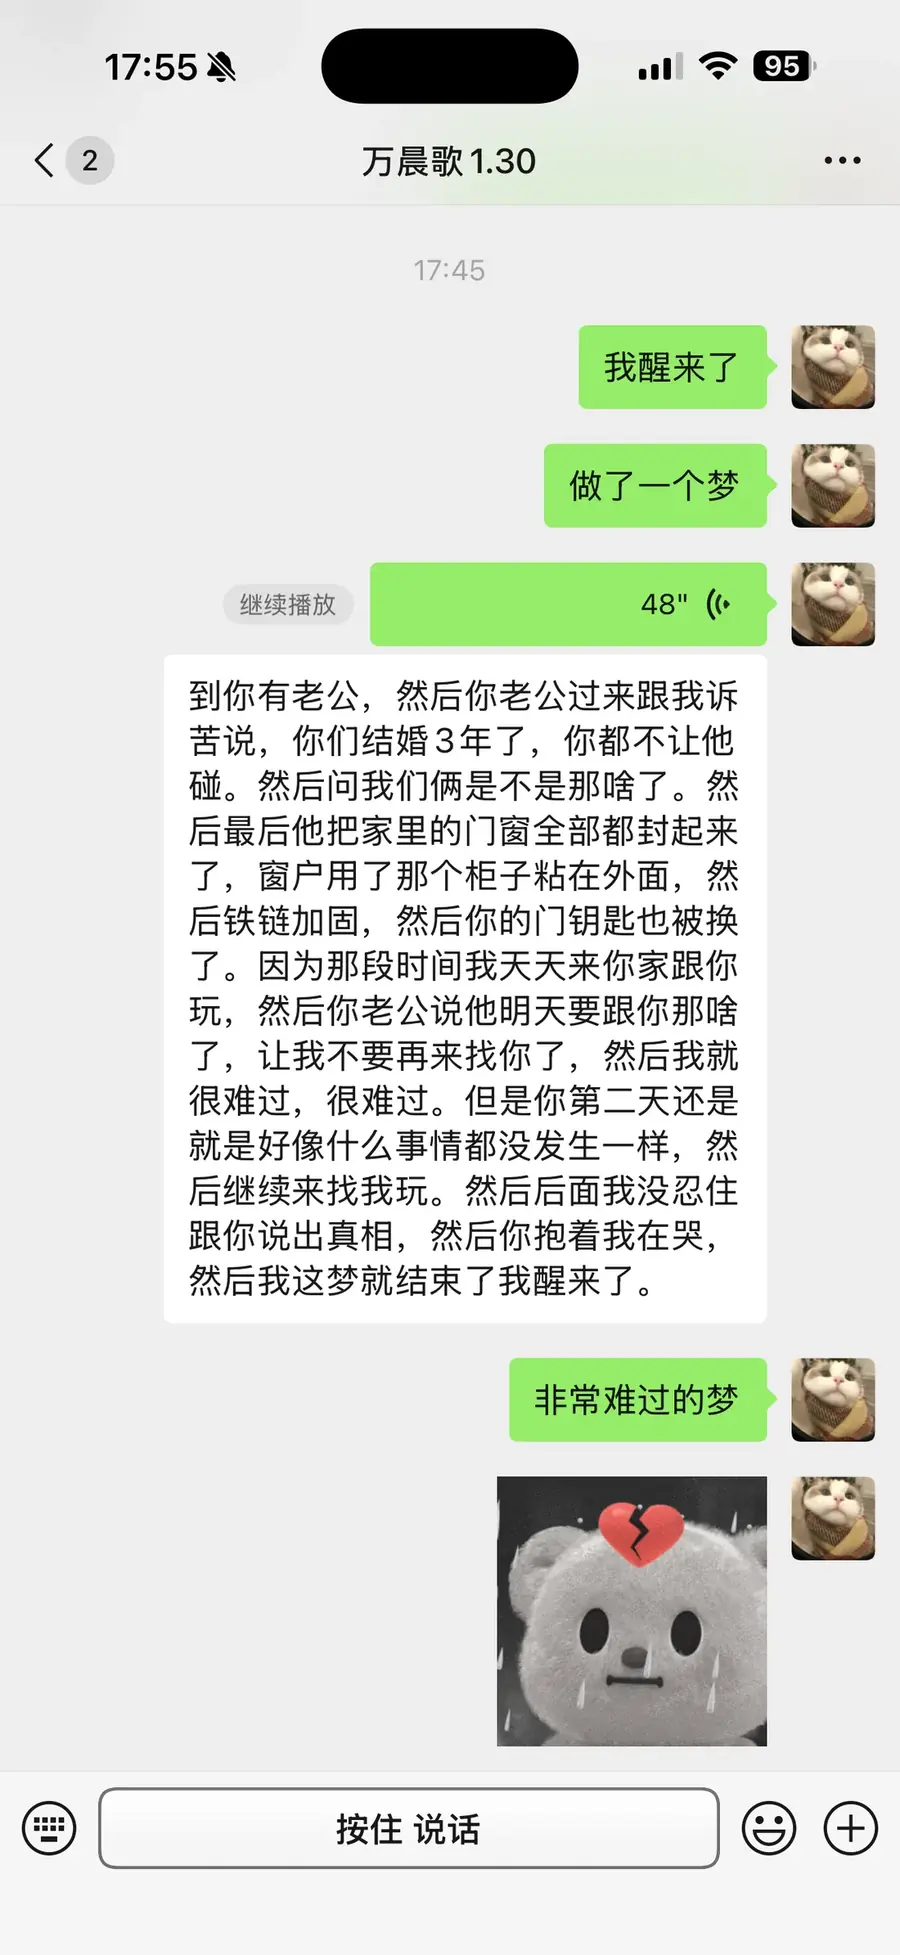 17:55
95
2
万晨歌1.30
17:45
我醒来了
做了一个梦
继续播放
48"
到你有老公，然后你老公过来跟我诉
苦说，你们结婚3年了，你都不让他
碰。然后问我们俩是不是那啥了。然
后最后他把家里的门窗全部都封起来
了，窗户用了那个柜子粘在外面，然
后铁链加固，然后你的门钥匙也被换
了。因为那段时间我天天来你家跟你
玩，然后你老公说他明天要跟你那啥
了，让我不要再来找你了，然后我就
很难过，很难过。但是你第二天还是
就是好像什么事情都没发生一样，然
后继续来找我玩。然后后面我没忍住
跟你说出真相，然后你抱着我在哭，
然后我这梦就结束了我醒来了。
非常难过的梦
按住 说话